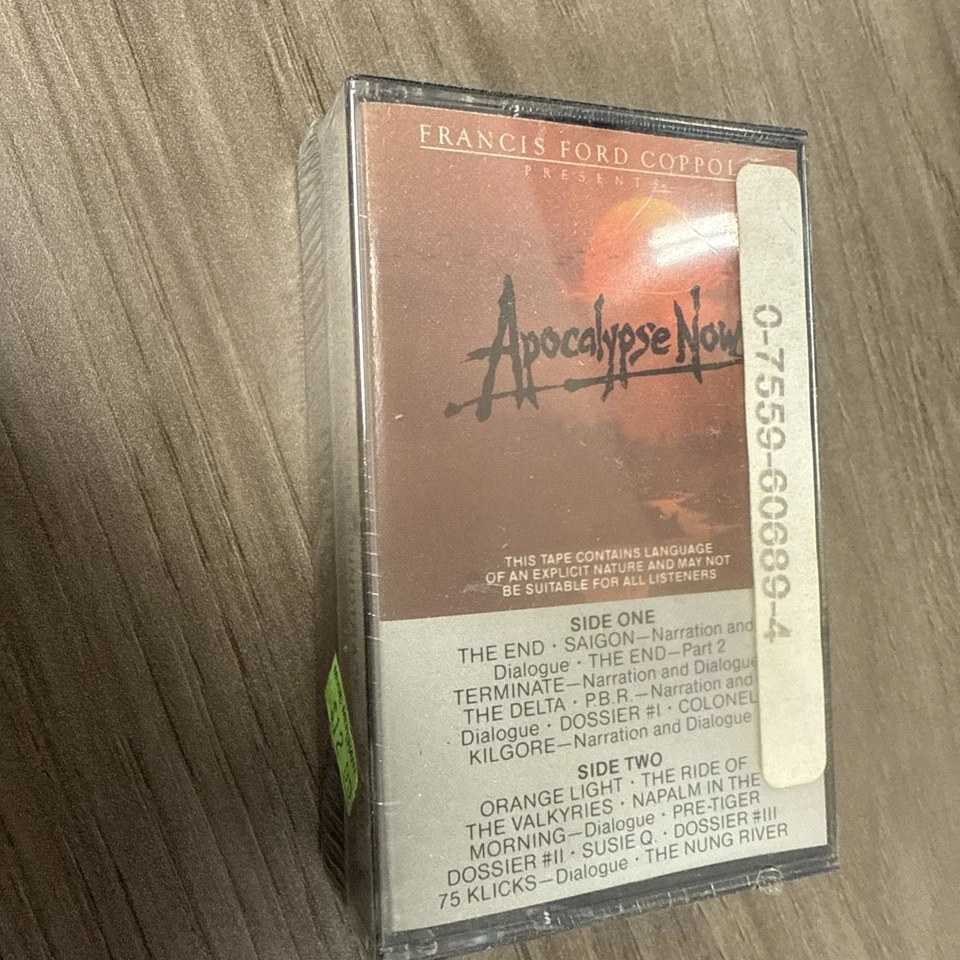 FRANCIS FORD COPPOL
PRESENTS
Apocalypse Now
0-7559-60689-4
THIS TAPE CONTAINS LANGUAGE
OF AN EXPLICIT NATURE AND MAY NOT
BE SUITABLE FOR ALL LISTENERS
SIDE ONE
THE END · SAIGON—Narration and
Dialogue · THE END—Part 2
TERMINATE—Narration and Dialogue
THE DELTA · P.B.R.—Narration and
Dialogue · DOSSIER #I · COLONEL
KILGORE—Narration and Dialogue
SIDE TWO
ORANGE LIGHT · THE RIDE OF
THE VALKYRIES · NAPALM IN THE
MORNING—Dialogue · PRE-TIGER
DOSSIER #II · SUSIE Q. · DOSSIER #III
75 KLICKS—Dialogue · THE NUNG RIVER